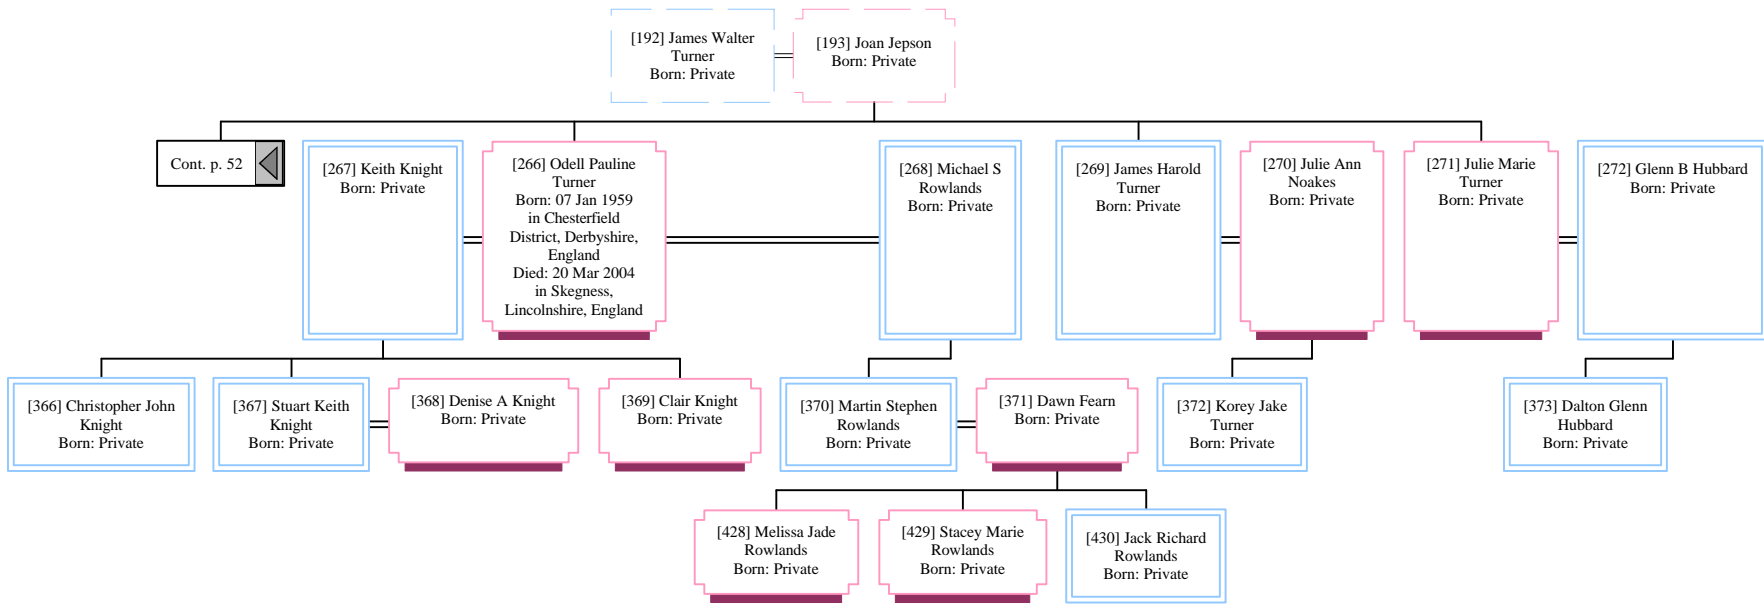 [192] James Walter
Turner
Born: Private
[193] Joan Jepson
Born: Private
Cont. p. 52
[267] Keith Knight
Born: Private
[266] Odell Pauline
Turner
Born: 07 Jan 1959
in Chesterfield
District, Derbyshire,
England
Died: 20 Mar 2004
in Skegness,
Lincolnshire, England
[268] Michael S
Rowlands
Born: Private
[269] James Harold
Turner
Born: Private
[270] Julie Ann
Noakes
Born: Private
[271] Julie Marie
Turner
Born: Private
[272] Glenn B Hubbard
Born: Private
[366] Christopher John
Knight
Born: Private
[367] Stuart Keith
Knight
Born: Private
[368] Denise A Knight
Born: Private
[369] Clair Knight
Born: Private
[370] Martin Stephen
Rowlands
Born: Private
[371] Dawn Fearn
Born: Private
[372] Korey Jake
Turner
Born: Private
[373] Dalton Glenn
Hubbard
Born: Private
[428] Melissa Jade
Rowlands
Born: Private
[429] Stacey Marie
Rowlands
Born: Private
[430] Jack Richard
Rowlands
Born: Private